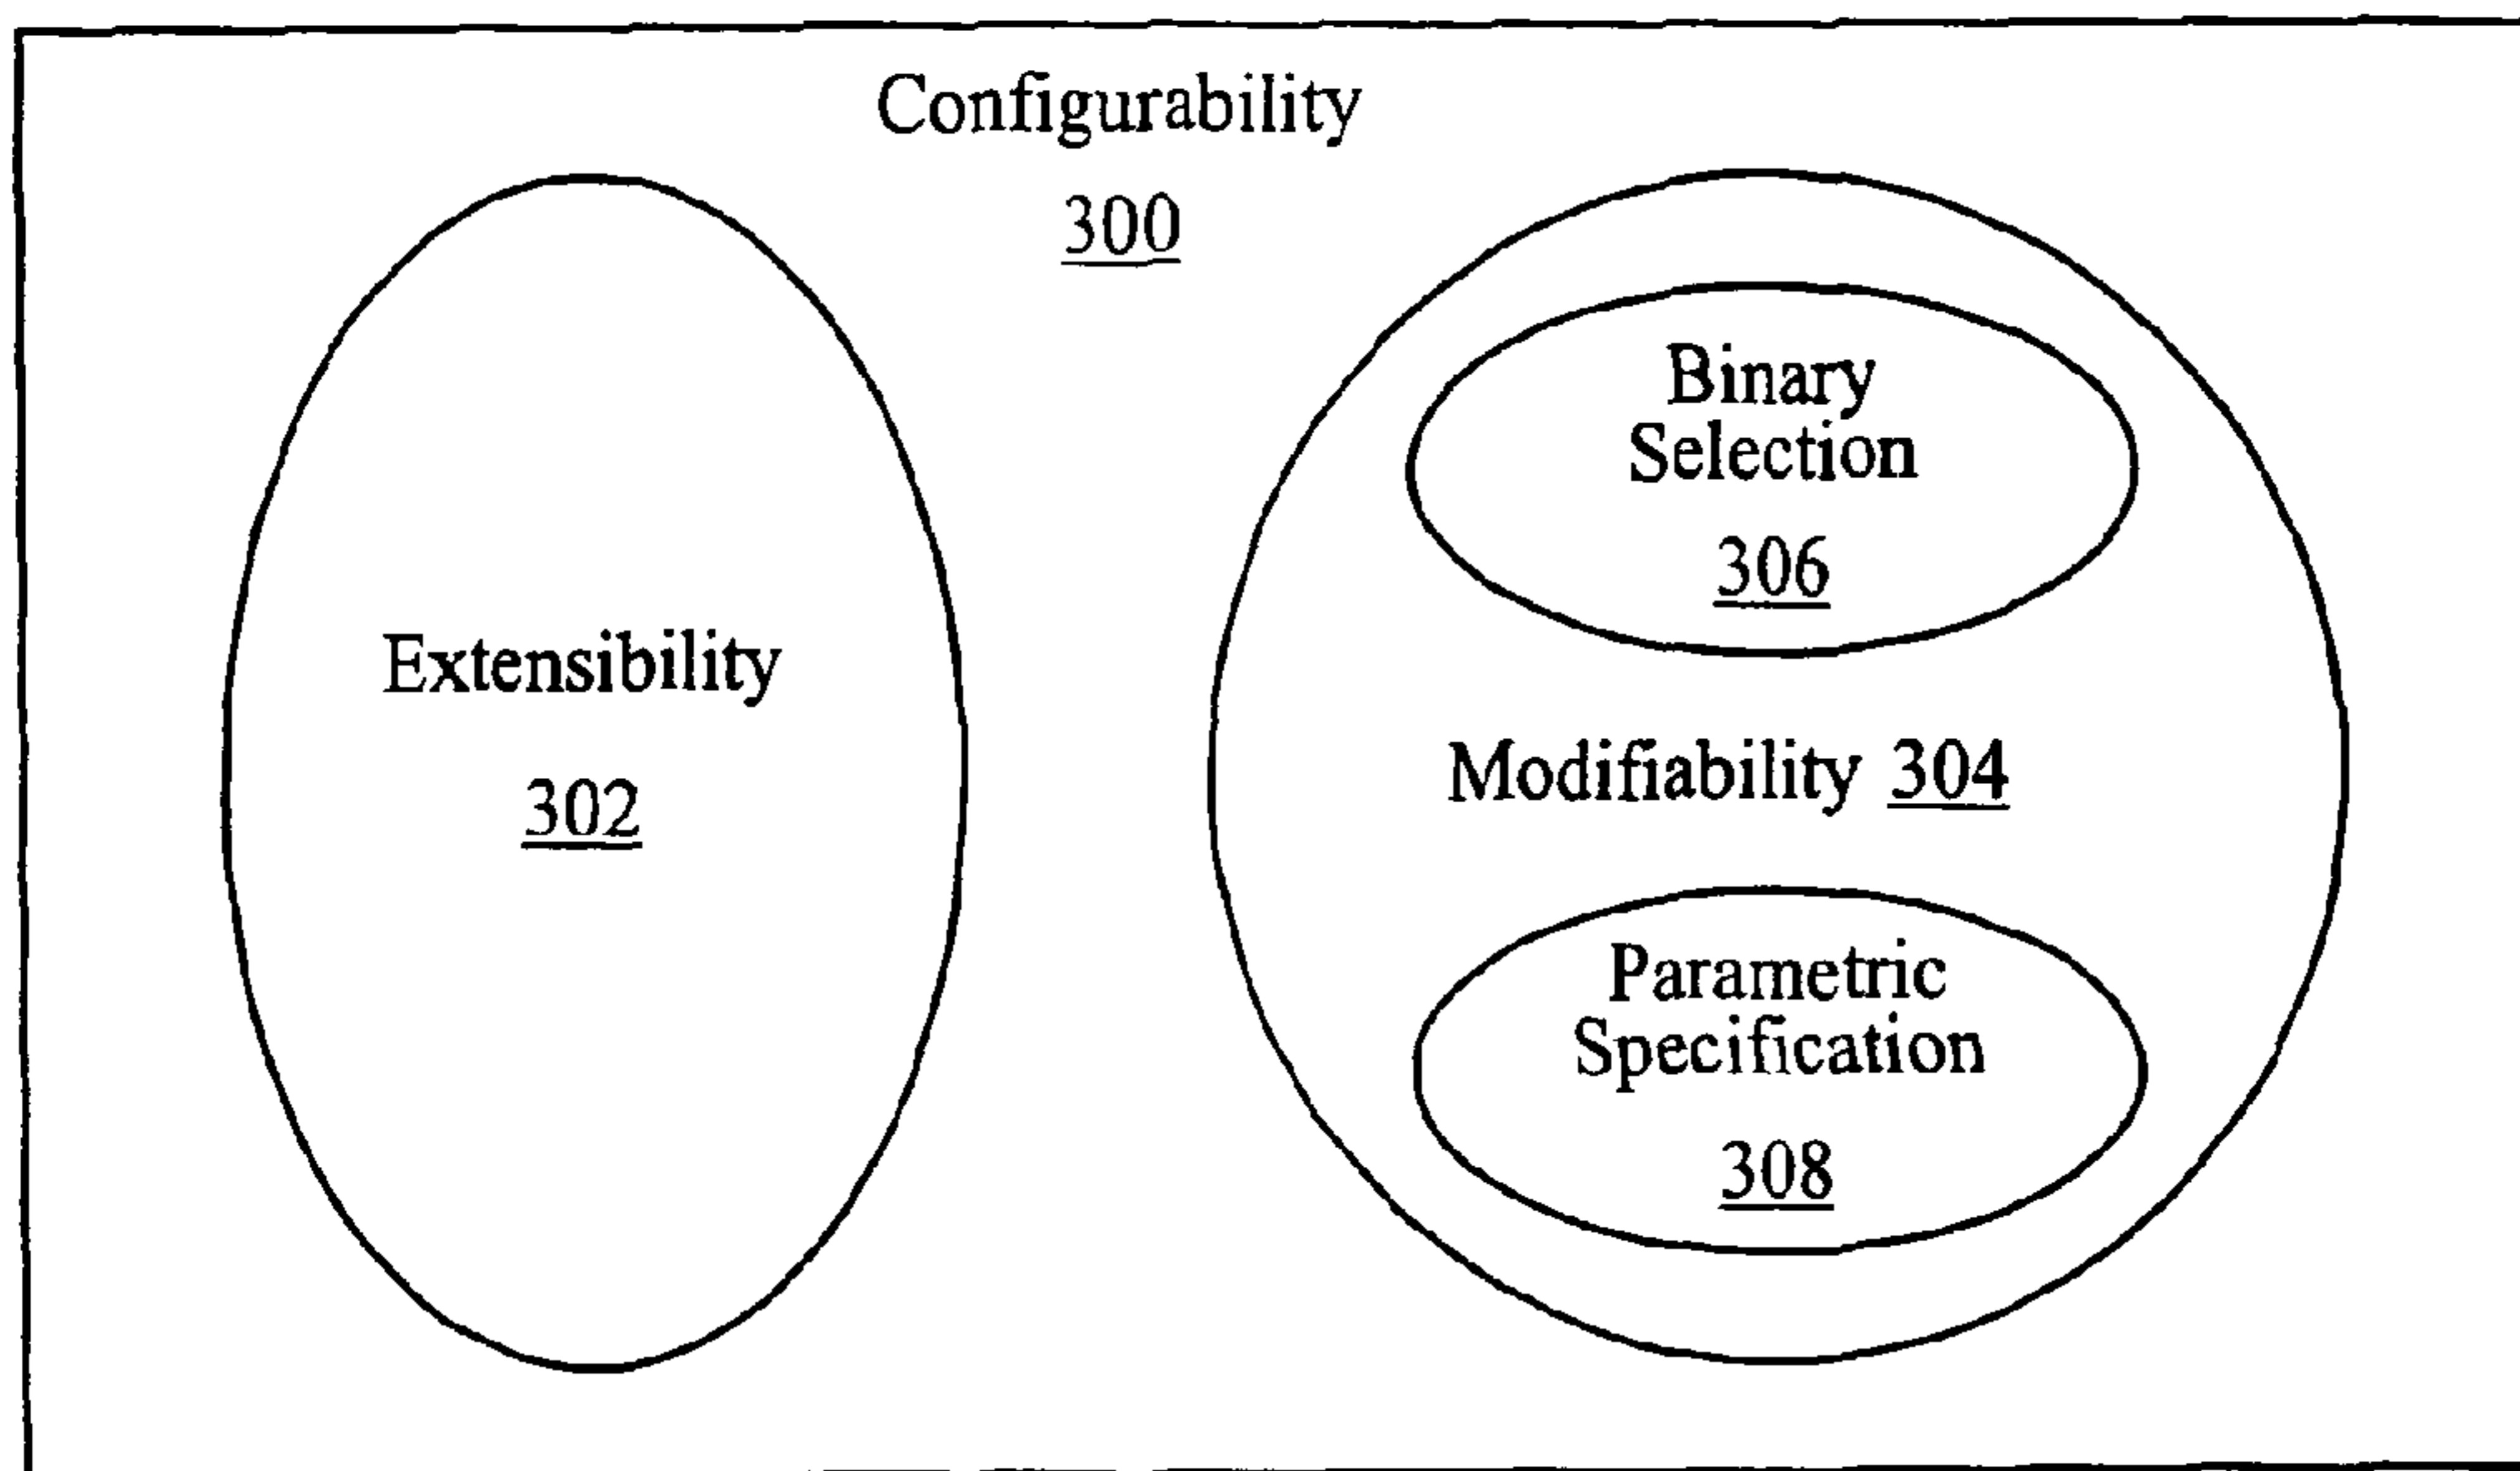 Configurability
300
Extensibility
302
Binary
Selection
306
Modifiability 304
Parametric
Specification
308